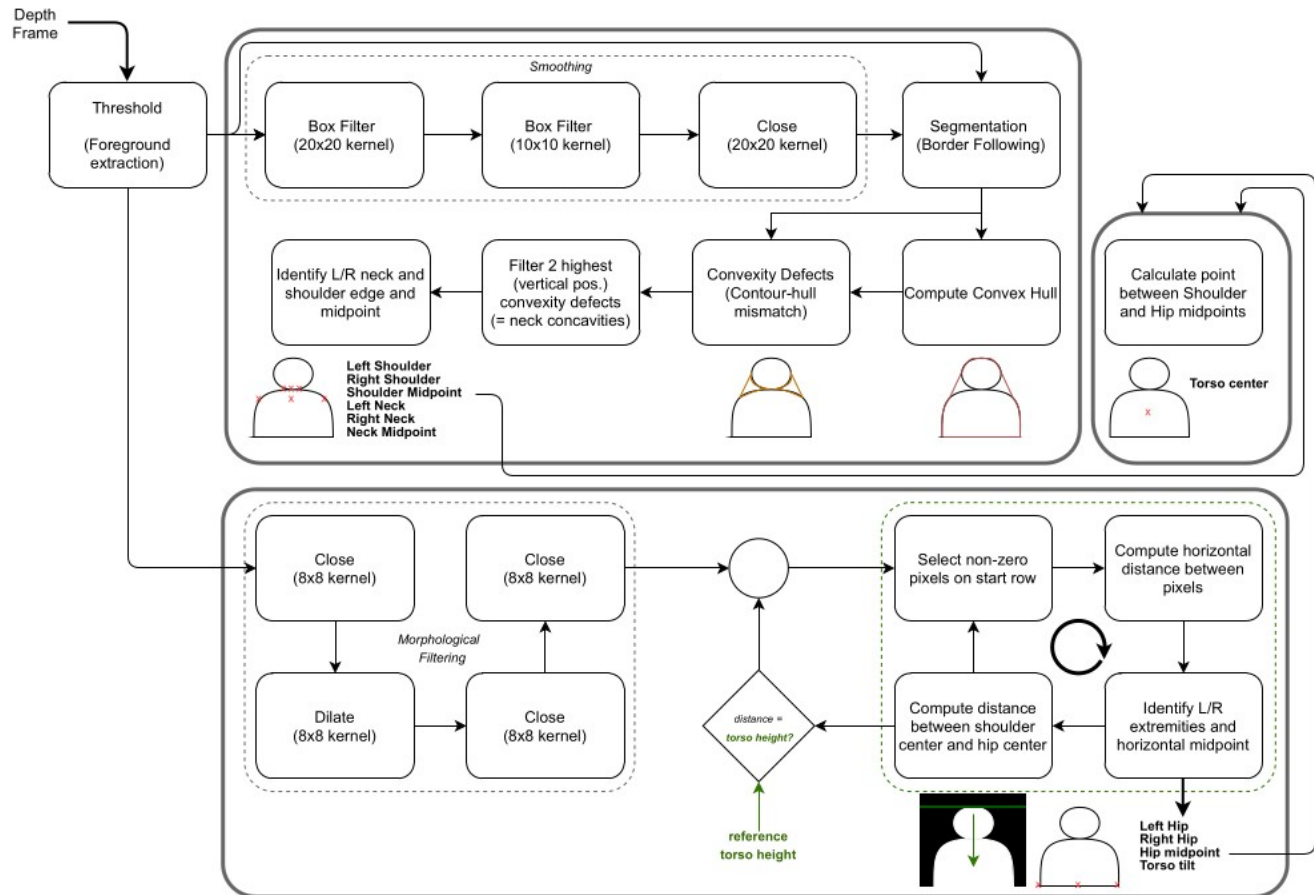 Depth
Frame
Threshold
(Foreground
extraction)
Smoothing
Box Filter
(20x20 kernel)
Box Filter
(10x10 kernel)
Close
(20x20 kernel)
Segmentation
(Border Following)
Identify L/R neck and
shoulder edge and
midpoint
Filter 2 highest
(vertical pos.)
convexity defects
(= neck concavities)
Convexity Defects
(Contour-hull
mismatch)
Compute Convex Hull
Calculate point
between Shoulder
and Hip midpoints
x x x
x x x
Left Shoulder
Right Shoulder
Shoulder Midpoint
Left Neck
Right Neck
Neck Midpoint
x
Torso center
Close
(8x8 kernel)
Close
(8x8 kernel)
Morphological
Filtering
Dilate
(8x8 kernel)
Close
(8x8 kernel)
Select non-zero
pixels on start row
Compute horizontal
distance between
pixels
distance =
torso height?
Compute distance
between shoulder
center and hip center
Identify L/R
extremities and
horizontal midpoint
reference
torso height
x x x
Left Hip
Right Hip
Hip midpoint
Torso tilt